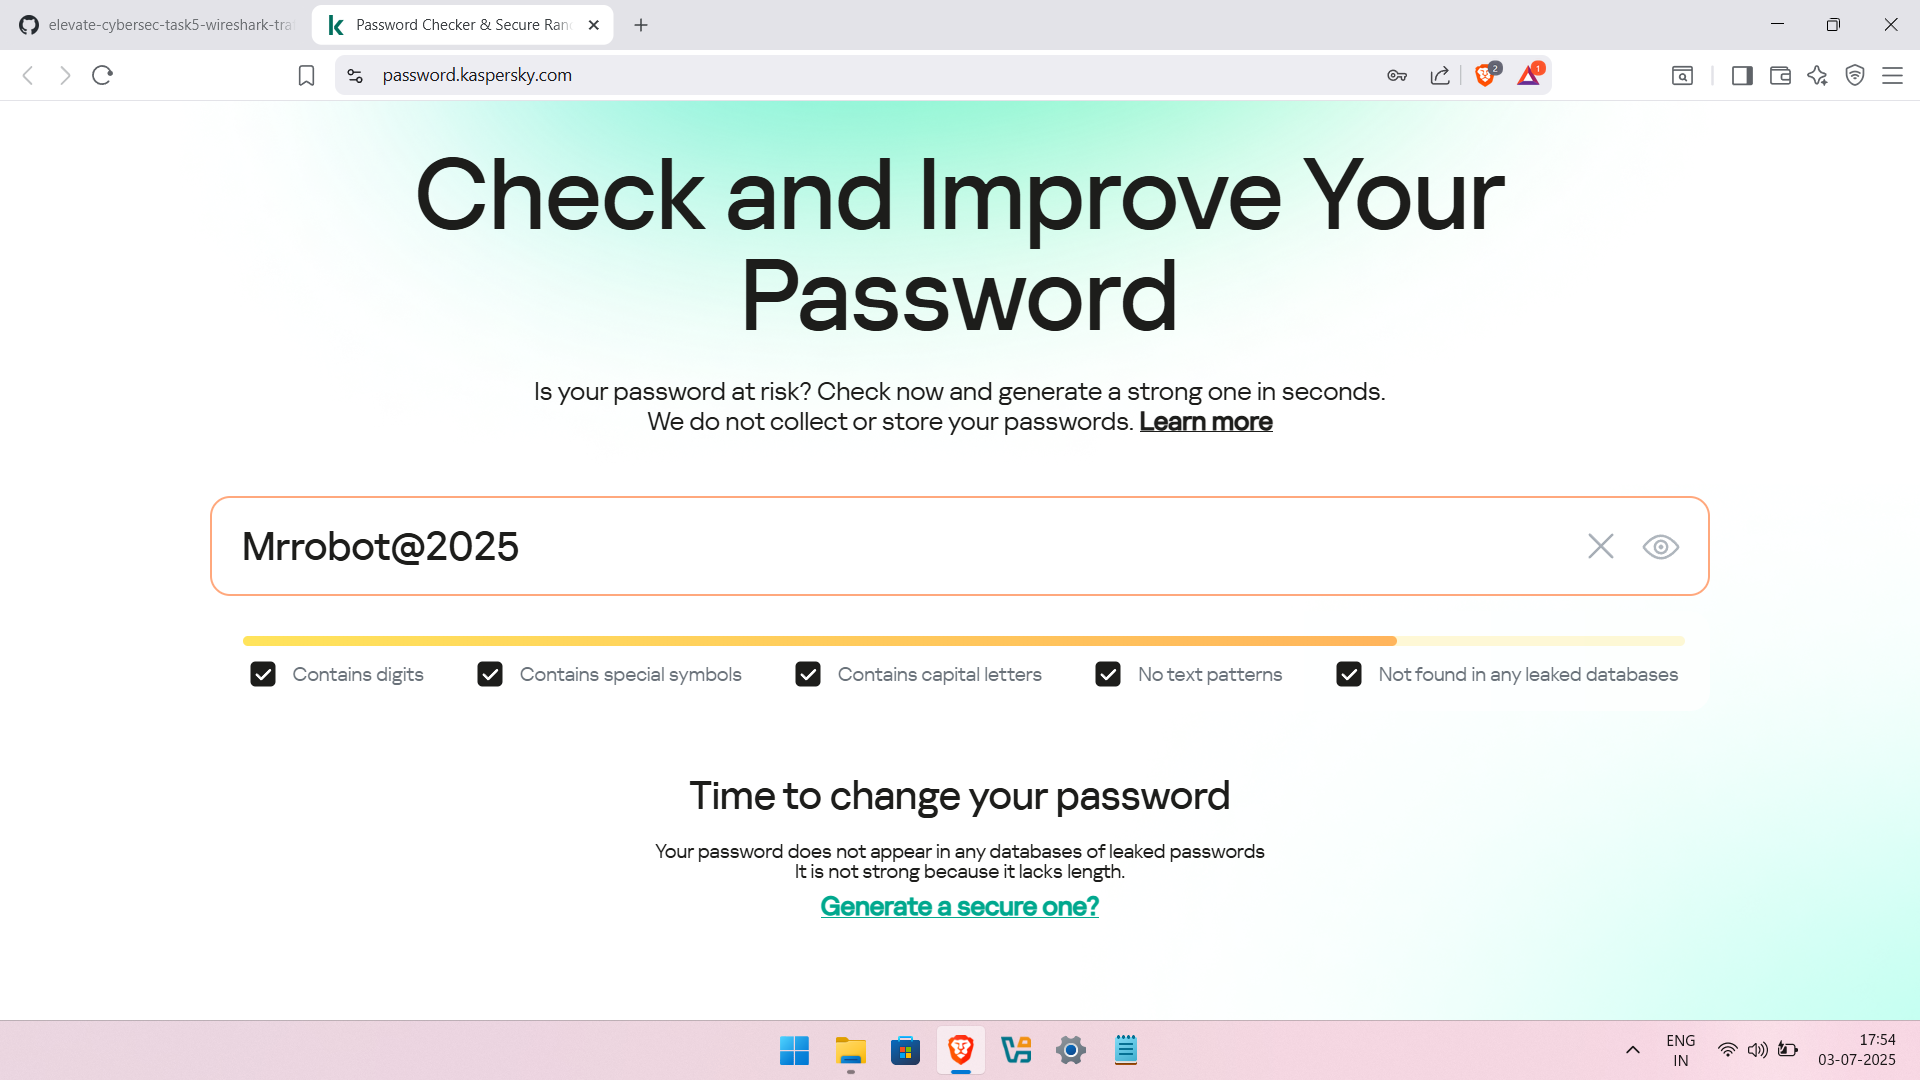 elevate-cybersec-task5-wireshark-tra
Password Checker & Secure Ran
password.kaspersky.com
2
1
Check and Improve Your
Password
Is your password at risk? Check now and generate a strong one in seconds.
We do not collect or store your passwords. Learn more
Mrrobot@2025
Contains digits
Contains special symbols
Contains capital letters
No text patterns
Not found in any leaked databases
Time to change your password
Your password does not appear in any databases of leaked passwords
It is not strong because it lacks length.
Generate a secure one?
ENG
IN
17:54
03-07-2025